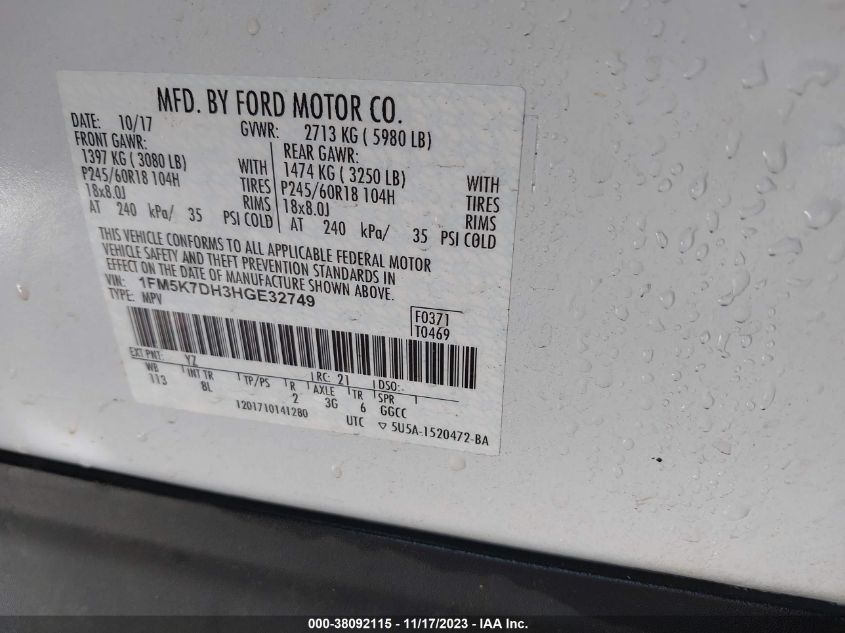 MFD. BY FORD MOTOR CO.
DATE: 10/17 GVWR: 2713 KG ( 5980 LB)
FRONT GAWR: REAR GAWR:
1397 KG ( 3080 LB) WITH 1474 KG ( 3250 LB) WITH
P245/60R18 104H TIRES P245/60R18 104H TIRES
18x8.0J RIMS 18x8.0J RIMS
AT 240 kPa/ 35 PSI COLD AT 240 kPa/ 35 PSI COLD
THIS VEHICLE CONFORMS TO ALL APPLICABLE FEDERAL MOTOR
VEHICLE SAFETY AND THEFT PREVENTION STANDARDS IN
EFFECT ON THE DATE OF MANUFACTURE SHOWN ABOVE.
VIN: 1FM5K7DH3HGE32749
TYPE: MPV
F0371
T0469
EXT PNT: YZ RC: 21 DSO:
WB INT TR TP/PS R AXLE TR SPR
113 BL 2 3G 6 GGCC
1201710141280 UTC ▽ 5U5A-1520472-BA
000-38092115 - 11/17/2023 - IAA Inc.